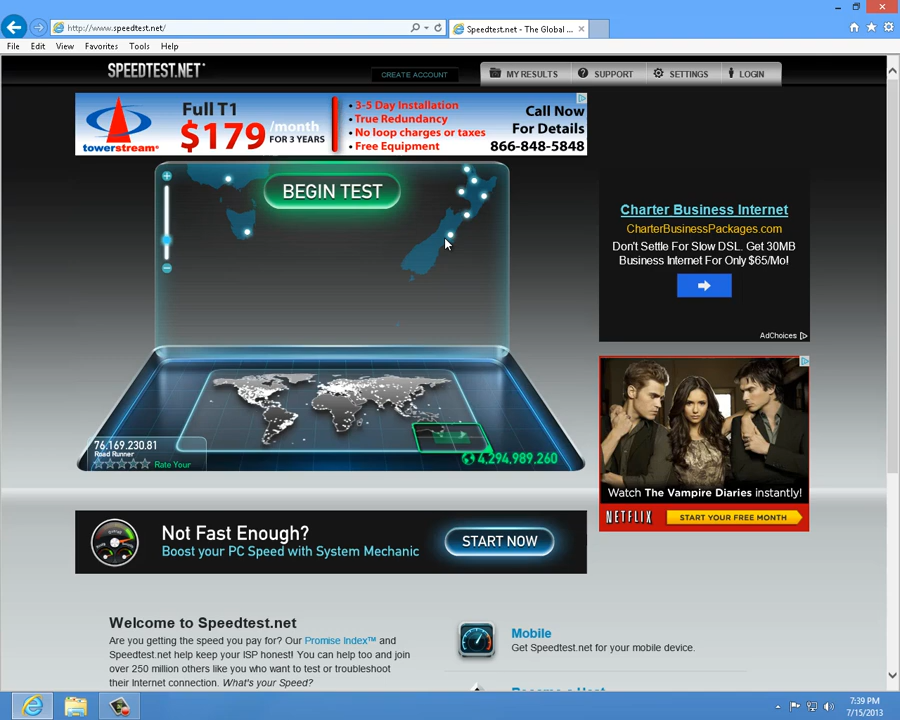 http://www.speedtest.net/
Speedtest.net - The Global ...
File Edit View Favorites Tools Help
SPEEDTEST.NET
CREATE ACCOUNT
MY RESULTS
SUPPORT
SETTINGS
LOGIN
towerstream®
Full T1
$179 /month
FOR 3 YEARS
• 3-5 Day Installation
• True Redundancy
• No loop charges or taxes
• Free Equipment
Call Now
For Details
866-848-5848
BEGIN TEST
76.169.230.81
Road Runner
Rate Your
4,294,989,260
Charter Business Internet
CharterBusinessPackages.com
Don't Settle For Slow DSL. Get 30MB
Business Internet For Only $65/Mo!
AdChoices
Watch The Vampire Diaries instantly!
NETFLIX
START YOUR FREE MONTH
Not Fast Enough?
Boost your PC Speed with System Mechanic
START NOW
Welcome to Speedtest.net
Are you getting the speed you pay for? Our Promise Index™ and
Speedtest.net help keep your ISP honest! You can help too and join
over 250 million others like you who want to test or troubleshoot
their Internet connection. What's your Speed?
Mobile
Get Speedtest.net for your mobile device.
Become a Host
7:39 PM
7/15/2013